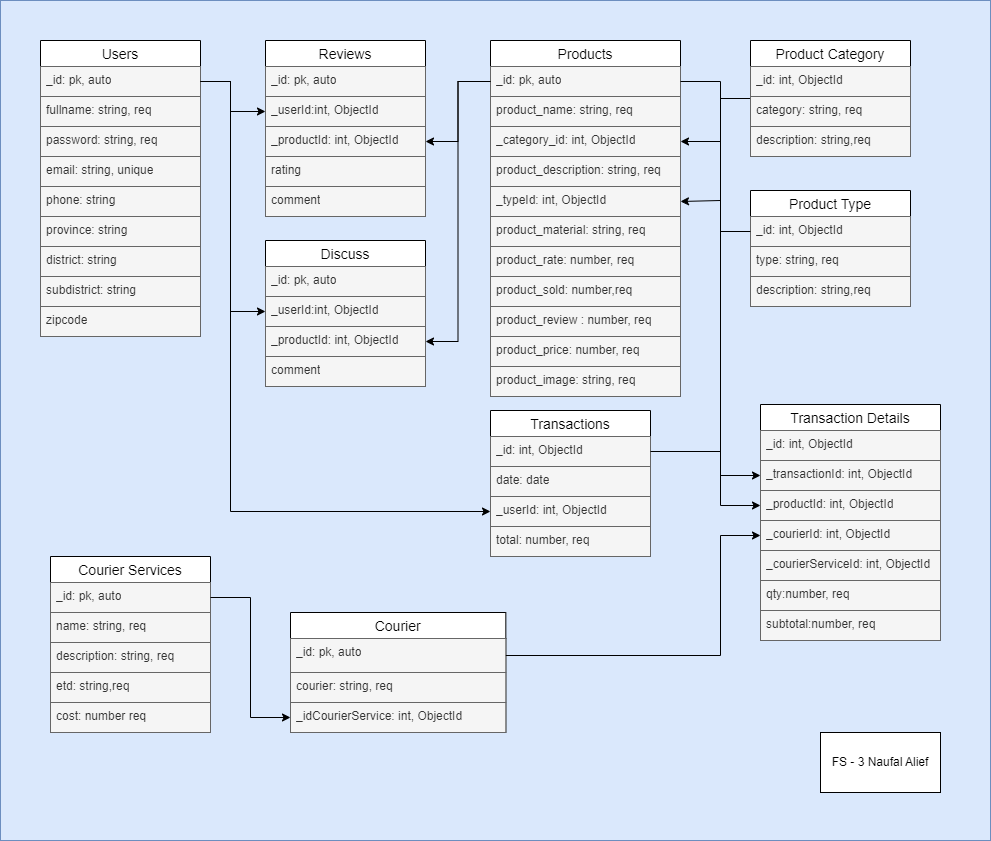 Users
_id: pk, auto
fullname: string, req
password: string, req
email: string, unique
phone: string
province: string
district: string
subdistrict: string
zipcode
Reviews
_id: pk, auto
_userId:int, ObjectId
_productId: int, ObjectId
rating
comment
Discuss
_id: pk, auto
_userId:int, ObjectId
_productId: int, ObjectId
comment
Products
_id: pk, auto
product_name: string, req
_category_id: int, ObjectId
product_description: string, req
_typeId: int, ObjectId
product_material: string, req
product_rate: number, req
product_sold: number,req
product_review : number, req
product_price: number, req
product_image: string, req
Product Category
_id: int, ObjectId
category: string, req
description: string,req
Product Type
_id: int, ObjectId
type: string, req
description: string,req
Transactions
_id: int, ObjectId
date: date
_userId: int, ObjectId
total: number, req
Transaction Details
_id: int, ObjectId
_transactionId: int, ObjectId
_productId: int, ObjectId
_courierId: int, ObjectId
_courierServiceId: int, ObjectId
qty:number, req
subtotal:number, req
Courier Services
_id: pk, auto
name: string, req
description: string, req
etd: string,req
cost: number req
Courier
_id: pk, auto
courier: string, req
_idCourierService: int, ObjectId
FS - 3 Naufal Alief